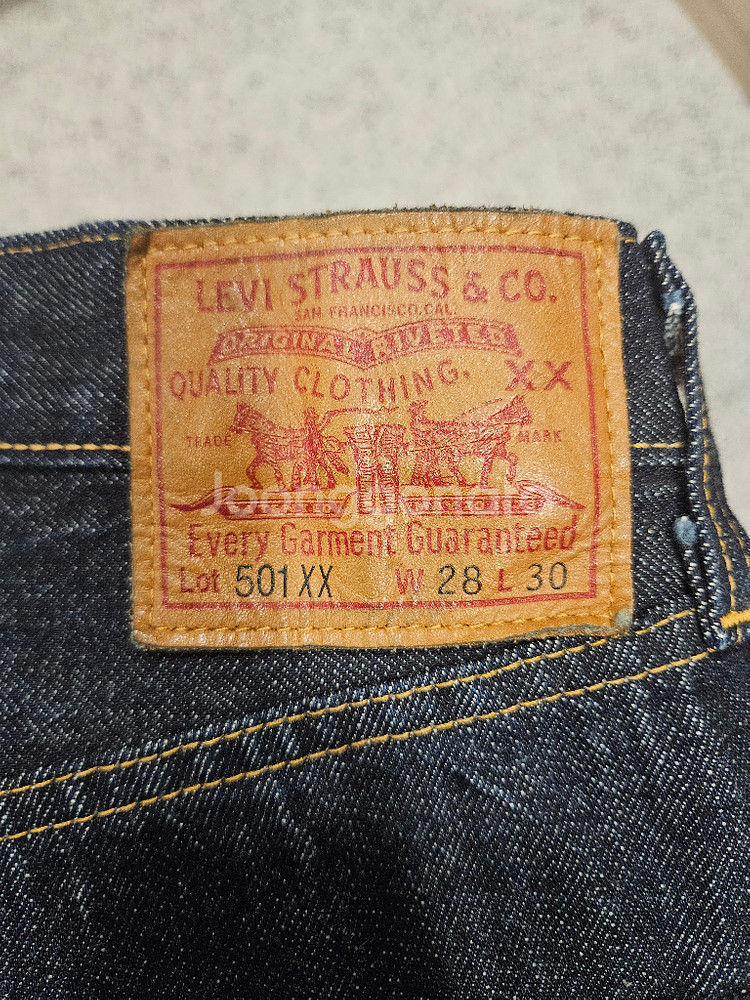 LEVI STRAUSS & CO.
SAN FRANCISCO, CAL.
ORIGINAL RIVETED
QUALITY CLOTHING. XX
TRADE MARK
Every Garment Guaranteed
Lot 501XX W 28 L 30